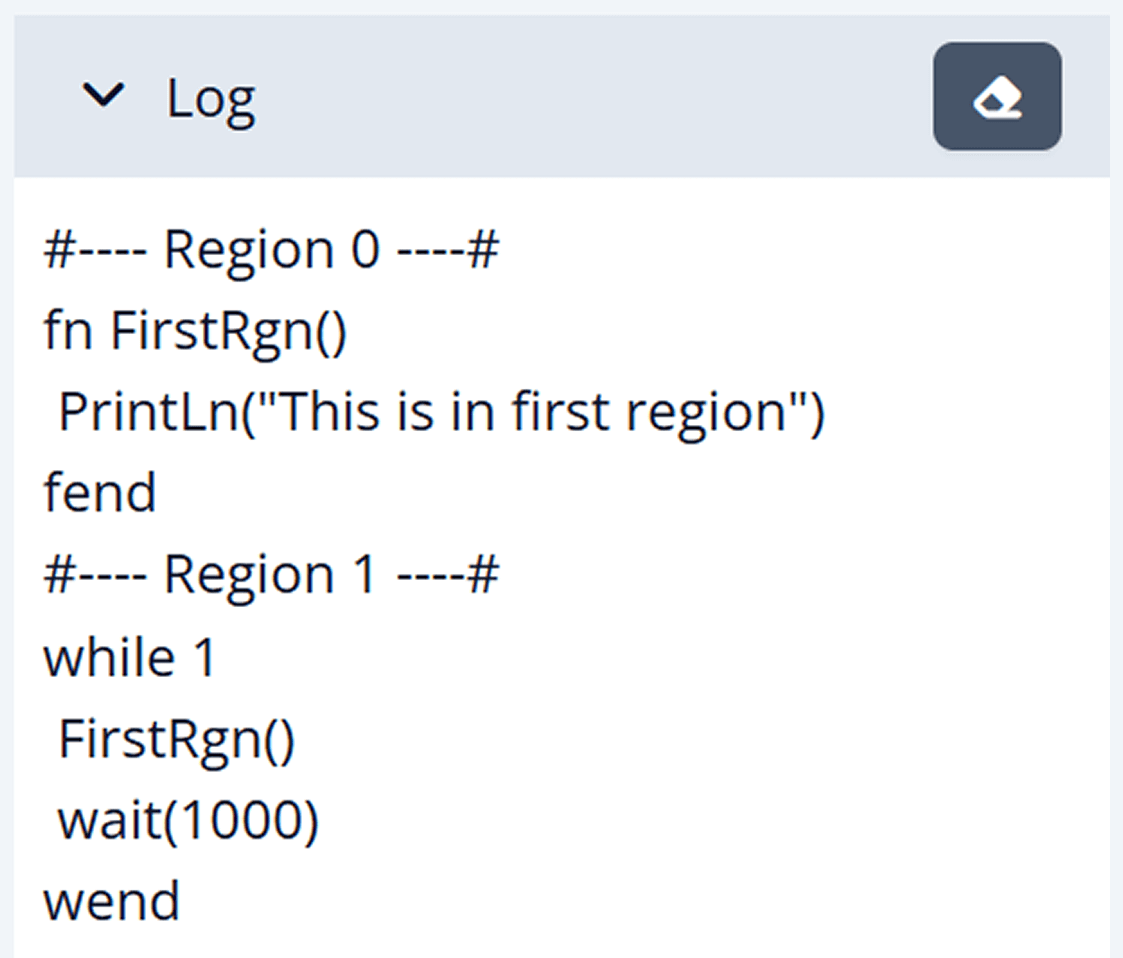 Log
#---- Region 0 ----#
fn FirstRgn()
 PrintLn("This is in first region")
fend
#---- Region 1 ----#
while 1
 FirstRgn()
 wait(1000)
wend